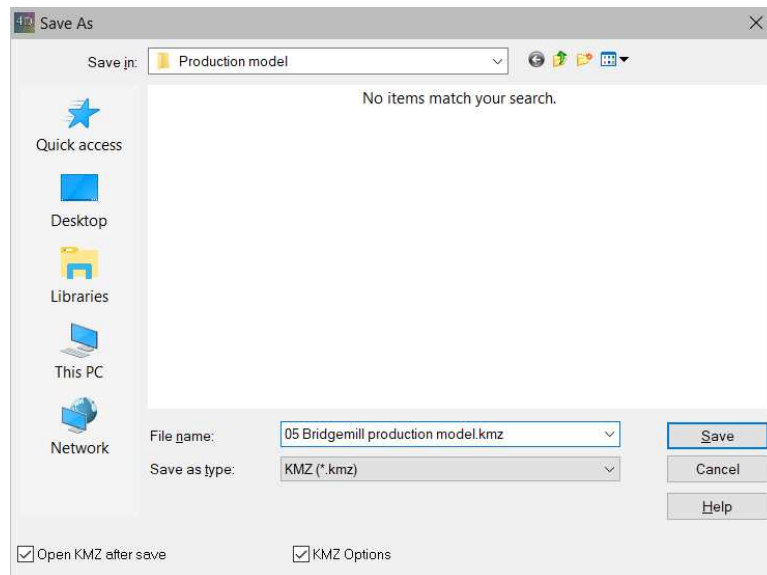 4D Save As
Save in: Production model
No items match your search.
Quick access
Desktop
Libraries
This PC
Network
File name: 05 Bridgemill production model.kmz Save
Save as type: KMZ (*.kmz) Cancel
Help
Open KMZ after save KMZ Options